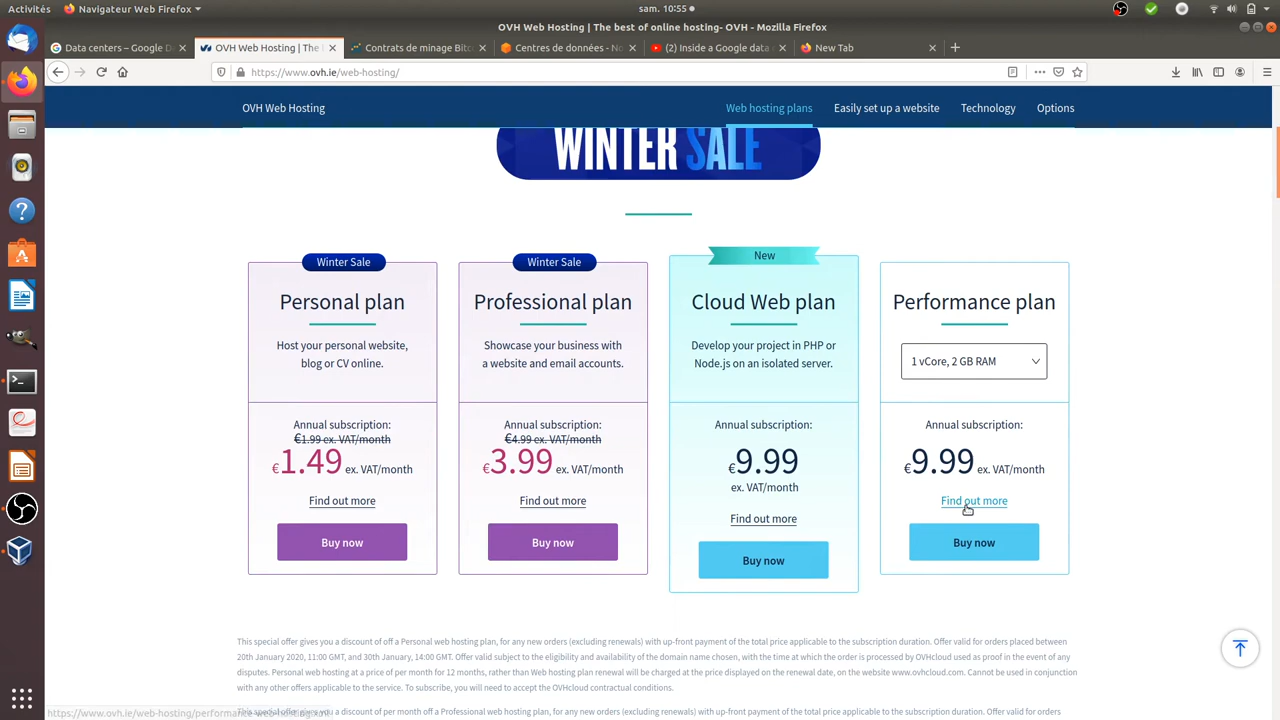 Activités
Navigateur Web Firefox
sam. 10:55
OVH Web Hosting | The best of online hosting- OVH - Mozilla Firefox
Data centers – Google D
OVH Web Hosting | The
Contrats de minage Bitc
Centres de données - N
(2) Inside a Google data
New Tab
https://www.ovh.ie/web-hosting/
OVH Web Hosting
Web hosting plans
Easily set up a website
Technology
Options
WINTER SALE
Winter Sale
Personal plan
Host your personal website,
blog or CV online.
Annual subscription:
€1.99 ex. VAT/month
€1.49 ex. VAT/month
Find out more
Buy now
Winter Sale
Professional plan
Showcase your business with
a website and email accounts.
Annual subscription:
€4.99 ex. VAT/month
€3.99 ex. VAT/month
Find out more
Buy now
New
Cloud Web plan
Develop your project in PHP or
Node.js on an isolated server.
Annual subscription:
€9.99
ex. VAT/month
Find out more
Buy now
Performance plan
1 vCore, 2 GB RAM
Annual subscription:
€9.99 ex. VAT/month
Find out more
Buy now
This special offer gives you a discount of off a Personal web hosting plan, for any new orders (excluding renewals) with up-front payment of the total price applicable to the subscription duration. Offer valid for orders placed between
20th January 2020, 11:00 GMT, and 30th January, 14:00 GMT. Offer valid subject to the eligibility and availability of the domain name chosen, with the time at which the order is processed by OVHcloud used as proof in the event of any
disputes. Personal web hosting at a price of per month for 12 months, rather than Web hosting plan renewal will be charged at the price displayed on the renewal date, on the website www.ovhcloud.com. Cannot be used in conjunction
with any other offers applicable to the service. To subscribe, you will need to accept the OVHcloud contractual conditions.
This special offer gives you a discount of per month off a Professional web hosting plan, for any new orders (excluding renewals) with up-front payment of the total price applicable to the subscription duration. Offer valid for orders
https://www.ovh.ie/web-hosting/performance-web-hosting.xml